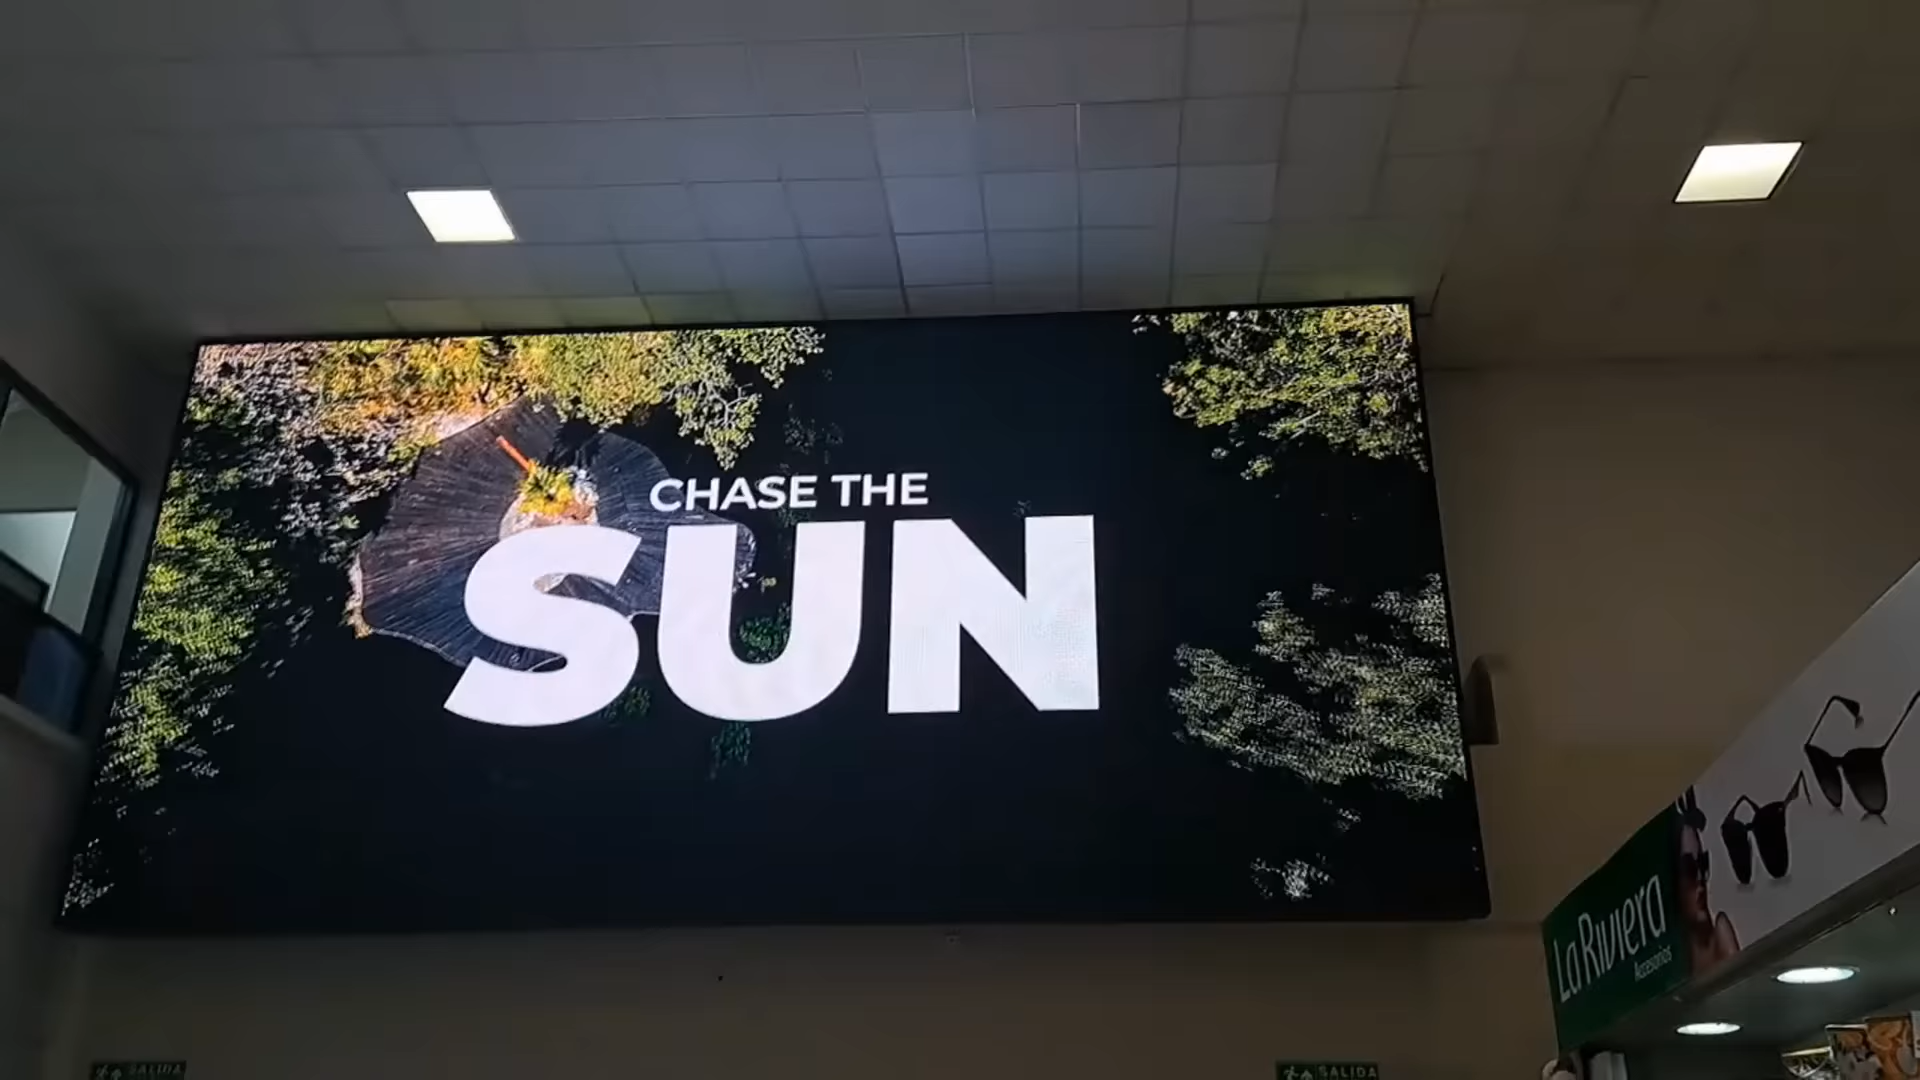 CHASE THE
SUN
La Riviera
Accesorios
SALIDA
SALIDA